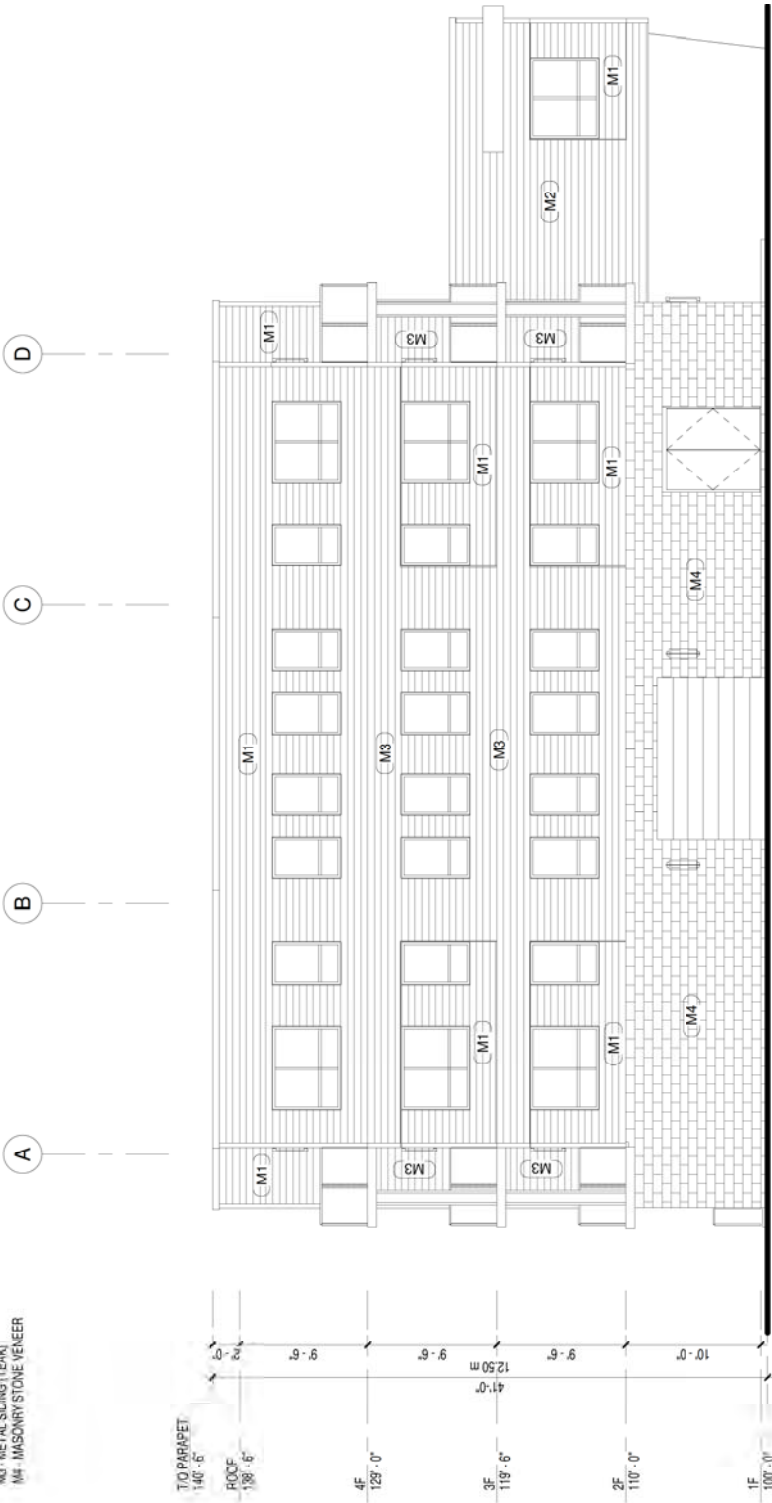 M3 - METAL SIDING (TEAK)
M4 - MASONRY STONE VENEER
A
B
C
D
T/O PARAPET
140' - 6"
ROOF
138' - 6"
4F
129' - 0"
3F
119' - 6"
2F
110' - 0"
1F
100' - 0"
2' - 0"
9' - 6"
9' - 6"
9' - 6"
10' - 0"
41'-0"
12.50 m
M1
M1
M1
M3
M3
M3
M1
M3
M3
M1
M3
M1
M1
M1
M4
M4
M2
M1